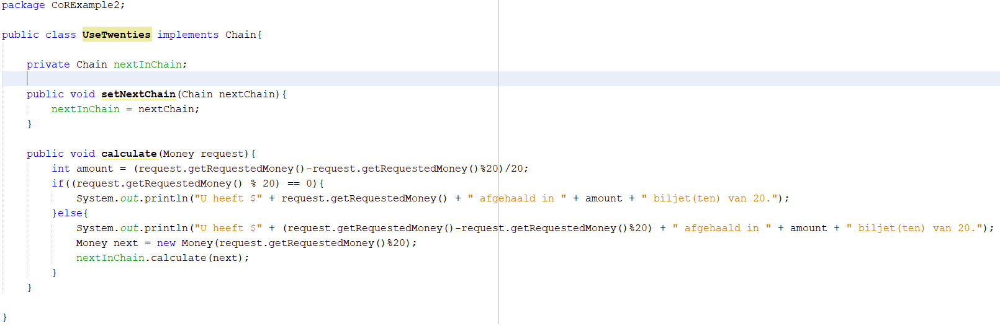 package CoRExample2;
public class UseTwenties implements Chain{
private Chain nextInChain;
public void setNextChain(Chain nextChain){
nextInChain = nextChain;
}
public void calculate(Money request){
int amount = (request.getRequestedMoney()-request.getRequestedMoney()%20)/20;
if((request.getRequestedMoney() % 20) == 0){
System.out.println("U heeft $" + request.getRequestedMoney() + " afgehaald in " + amount + " biljet(ten) van 20.");
}else{
System.out.println("U heeft $" + (request.getRequestedMoney()-request.getRequestedMoney()%20) + " afgehaald in " + amount + " biljet(ten) van 20.");
Money next = new Money(request.getRequestedMoney()%20);
nextInChain.calculate(next);
}
}
}